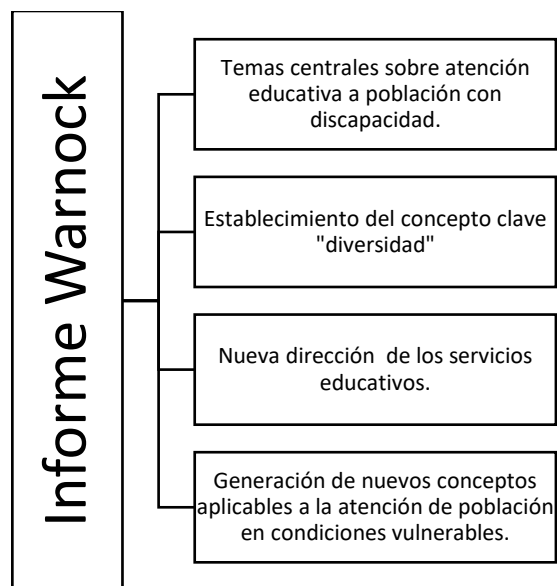 Informe Warnock
Temas centrales sobre atención
educativa a población con
discapacidad.
Establecimiento del concepto clave
"diversidad"
Nueva dirección de los servicios
educativos.
Generación de nuevos conceptos
aplicables a la atención de población
en condiciones vulnerables.